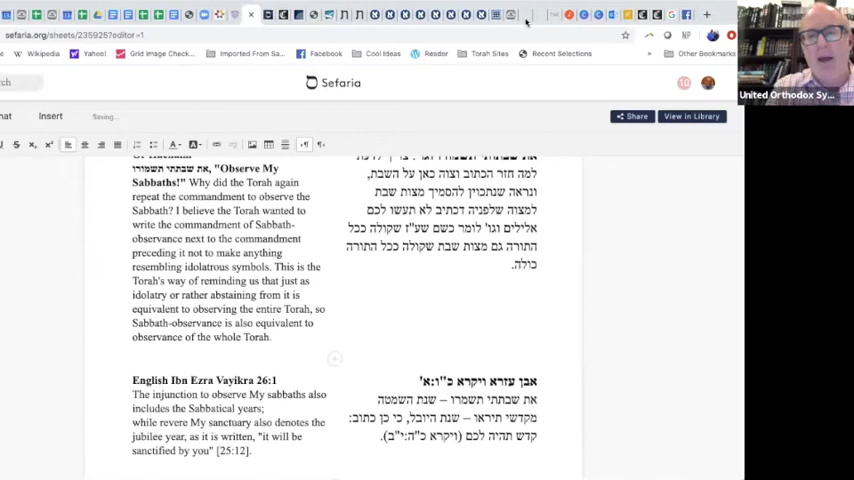 sefaria.org/sheets/235925?editor=1
Wikipedia
Yahoo!
Grid Image Check...
Imported From Sa...
Facebook
Cool Ideas
Reader
Torah Sites
Other Bookmarks
Sefaria
10
United Orthodox Sy...
Insert
Saving...
Share
View in Library
את שבתתי תשמורו, "Observe My
Sabbaths!" Why did the Torah again
repeat the commandment to observe the
Sabbath? I believe the Torah wanted to
write the commandment of Sabbath-
observance next to the commandment
preceding it not to make anything
resembling idolatrous symbols. This is the
Torah's way of reminding us that just as
idolatry or rather abstaining from it is
equivalent to observing the entire Torah, so
Sabbath-observance is also equivalent to
observance of the whole Torah.
למה חזר הכתוב וצוה כאן על השבת,
ונראה שנתכוין להסמיך מצות שבת
למצוה שלפניה דכתיב לא תעשו לכם
אלילים וגו' לומר כשם שע"ז שקולה ככל
התורה גם מצות שבת שקולה ככל התורה
כולה.
English Ibn Ezra Vayikra 26:1
The injunction to observe My sabbaths also
includes the Sabbatical years;
while revere My sanctuary also denotes the
jubilee year, as it is written, "it will be
sanctified by you" [25:12].
אבן עזרא ויקרא כ"ו:א'
את שבתתי תשמרו – שנת השמטה
מקדשי תיראו – שנת היובל, כי כן כתוב:
קדש תהיה לכם (ויקרא כ"ה:י"ב).